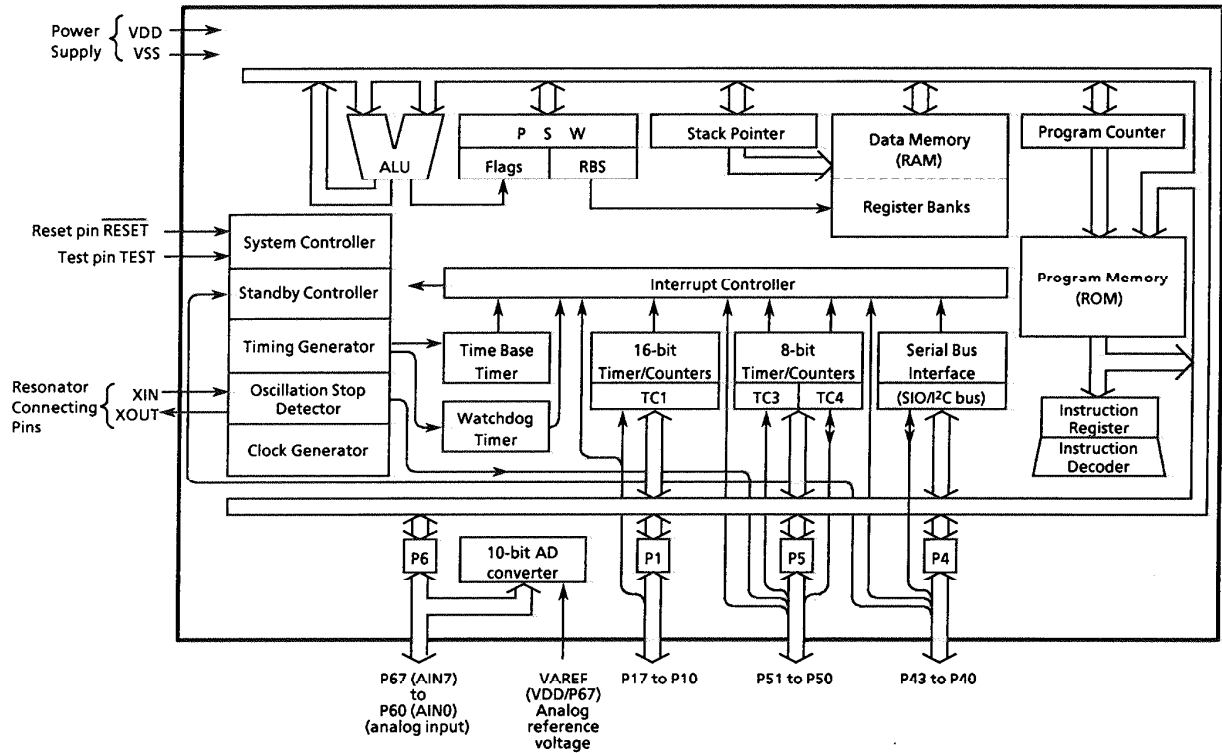 Power
Supply
VDD
VSS
ALU
P S W
Flags
RBS
Stack Pointer
Data Memory
(RAM)
Register Banks
Program Counter
Reset pin RESET
Test pin TEST
System Controller
Standby Controller
Timing Generator
Oscillation Stop
Detector
Clock Generator
Interrupt Controller
Program Memory
(ROM)
Resonator
Connecting
Pins
XIN
XOUT
Time Base
Timer
Watchdog
Timer
16-bit
Timer/Counters
TC1
8-bit
Timer/Counters
TC3
TC4
Serial Bus
Interface
(SIO/I²C bus)
Instruction
Register
Instruction
Decoder
P6
10-bit AD
converter
P1
P5
P4
P67 (AIN7)
to
P60 (AIN0)
(analog input)
VAREF
(VDD/P67)
Analog
reference
voltage
P17 to P10
P51 to P50
P43 to P40